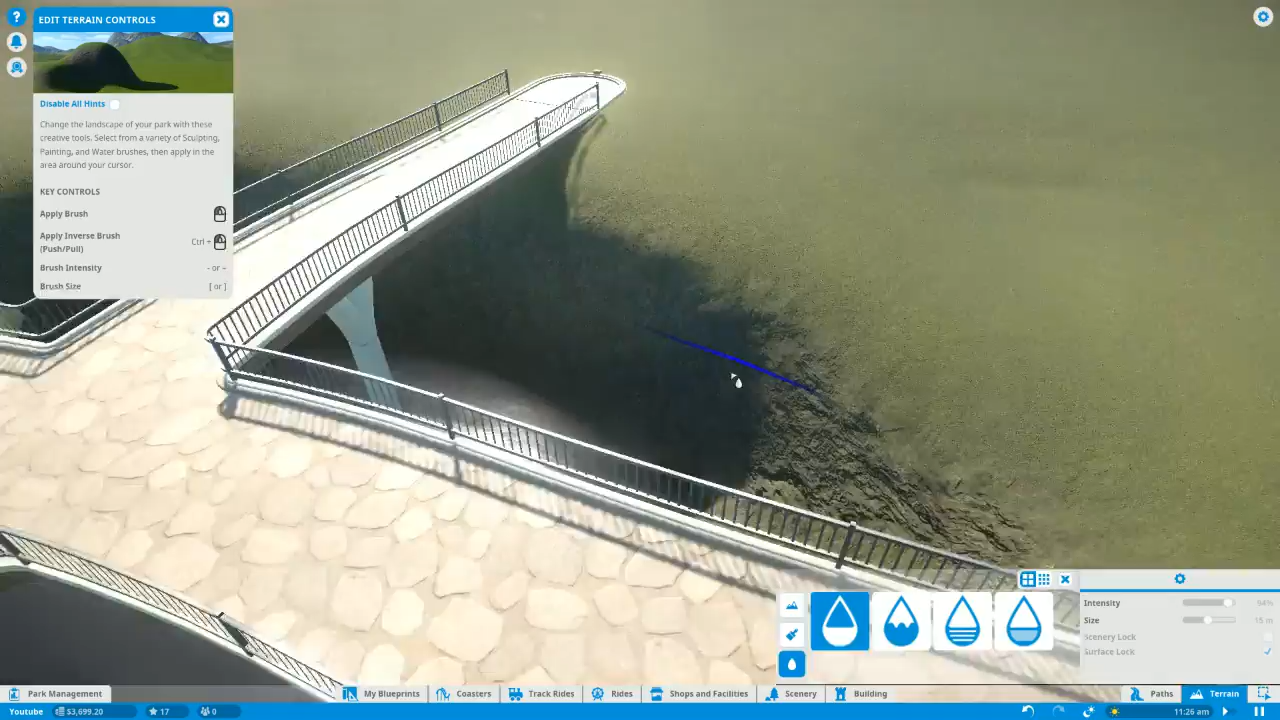 EDIT TERRAIN CONTROLS
Disable All Hints
Change the landscape of your park with these
creative tools. Select from a variety of Sculpting,
Painting, and Water brushes, then apply in the
area around your cursor.
KEY CONTROLS
Apply Brush
Apply Inverse Brush
(Push/Pull)
Ctrl +
Brush Intensity
- or =
Brush Size
[ or ]
Intensity 94%
Size 15 m
Scenery Lock
Surface Lock
Park Management
My Blueprints
Coasters
Track Rides
Rides
Shops and Facilities
Scenery
Building
Paths
Terrain
Youtube
$3,699.20
17
0
11:26 am